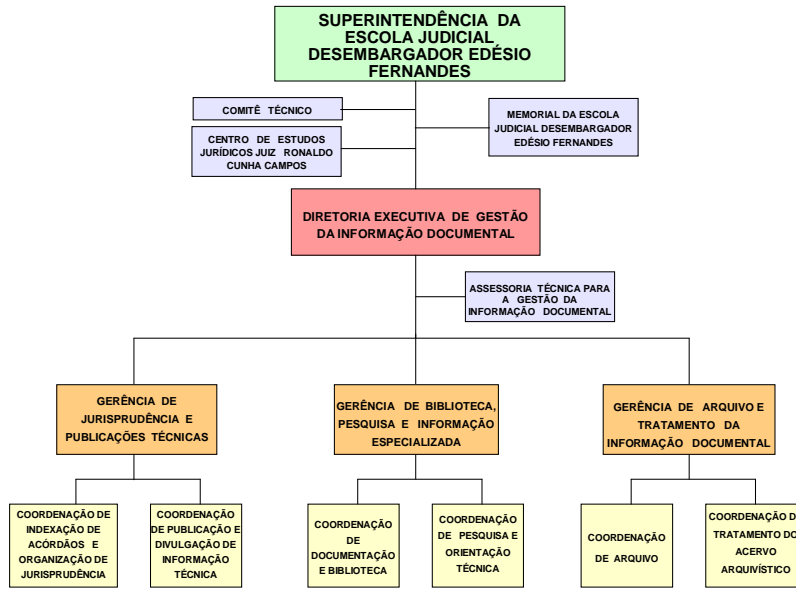 SUPERINTENDÊNCIA DA
ESCOLA JUDICIAL
DESEMBARGADOR EDÉSIO
FERNANDES
COMITÊ TÉCNICO
CENTRO DE ESTUDOS
JURÍDICOS JUIZ RONALDO
CUNHA CAMPOS
MEMORIAL DA ESCOLA
JUDICIAL DESEMBARGADOR
EDÉSIO FERNANDES
DIRETORIA EXECUTIVA DE GESTÃO
DA INFORMAÇÃO DOCUMENTAL
ASSESSORIA TÉCNICA PARA
A GESTÃO DA
INFORMAÇÃO DOCUMENTAL
GERÊNCIA DE
JURISPRUDÊNCIA E
PUBLICAÇÕES TÉCNICAS
GERÊNCIA DE BIBLIOTECA,
PESQUISA E INFORMAÇÃO
ESPECIALIZADA
GERÊNCIA DE ARQUIVO E
TRATAMENTO DA
INFORMAÇÃO DOCUMENTAL
COORDENAÇÃO DE
INDEXAÇÃO DE
ACÓRDÃOS E
ORGANIZAÇÃO DE
JURISPRUDÊNCIA
COORDENAÇÃO
DE PUBLICAÇÃO E
DIVULGAÇÃO DE
INFORMAÇÃO
TÉCNICA
COORDENAÇÃO
DE
DOCUMENTAÇÃO
E BIBLIOTECA
COORDENAÇÃO
DE PESQUISA E
ORIENTAÇÃO
TÉCNICA
COORDENAÇÃO
DE ARQUIVO
COORDENAÇÃO D
TRATAMENTO DO
ACERVO
ARQUIVÍSTICO